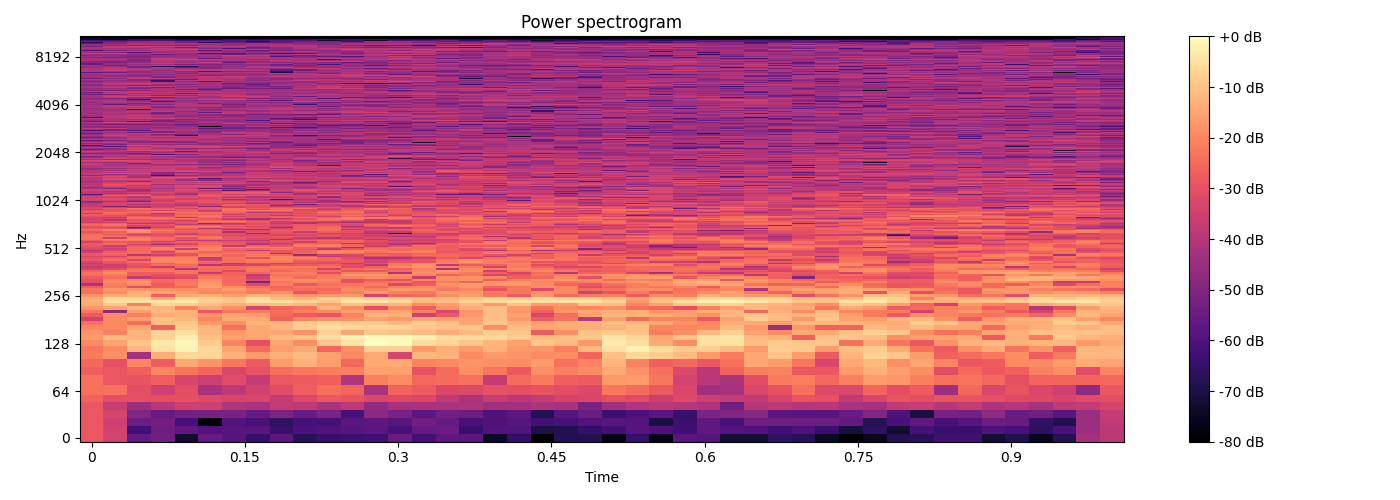 Power spectrogram
Hz
8192
4096
2048
1024
512
256
128
64
0
0 0.15 0.3 0.45 0.6 0.75 0.9
Time
+0 dB
-10 dB
-20 dB
-30 dB
-40 dB
-50 dB
-60 dB
-70 dB
-80 dB